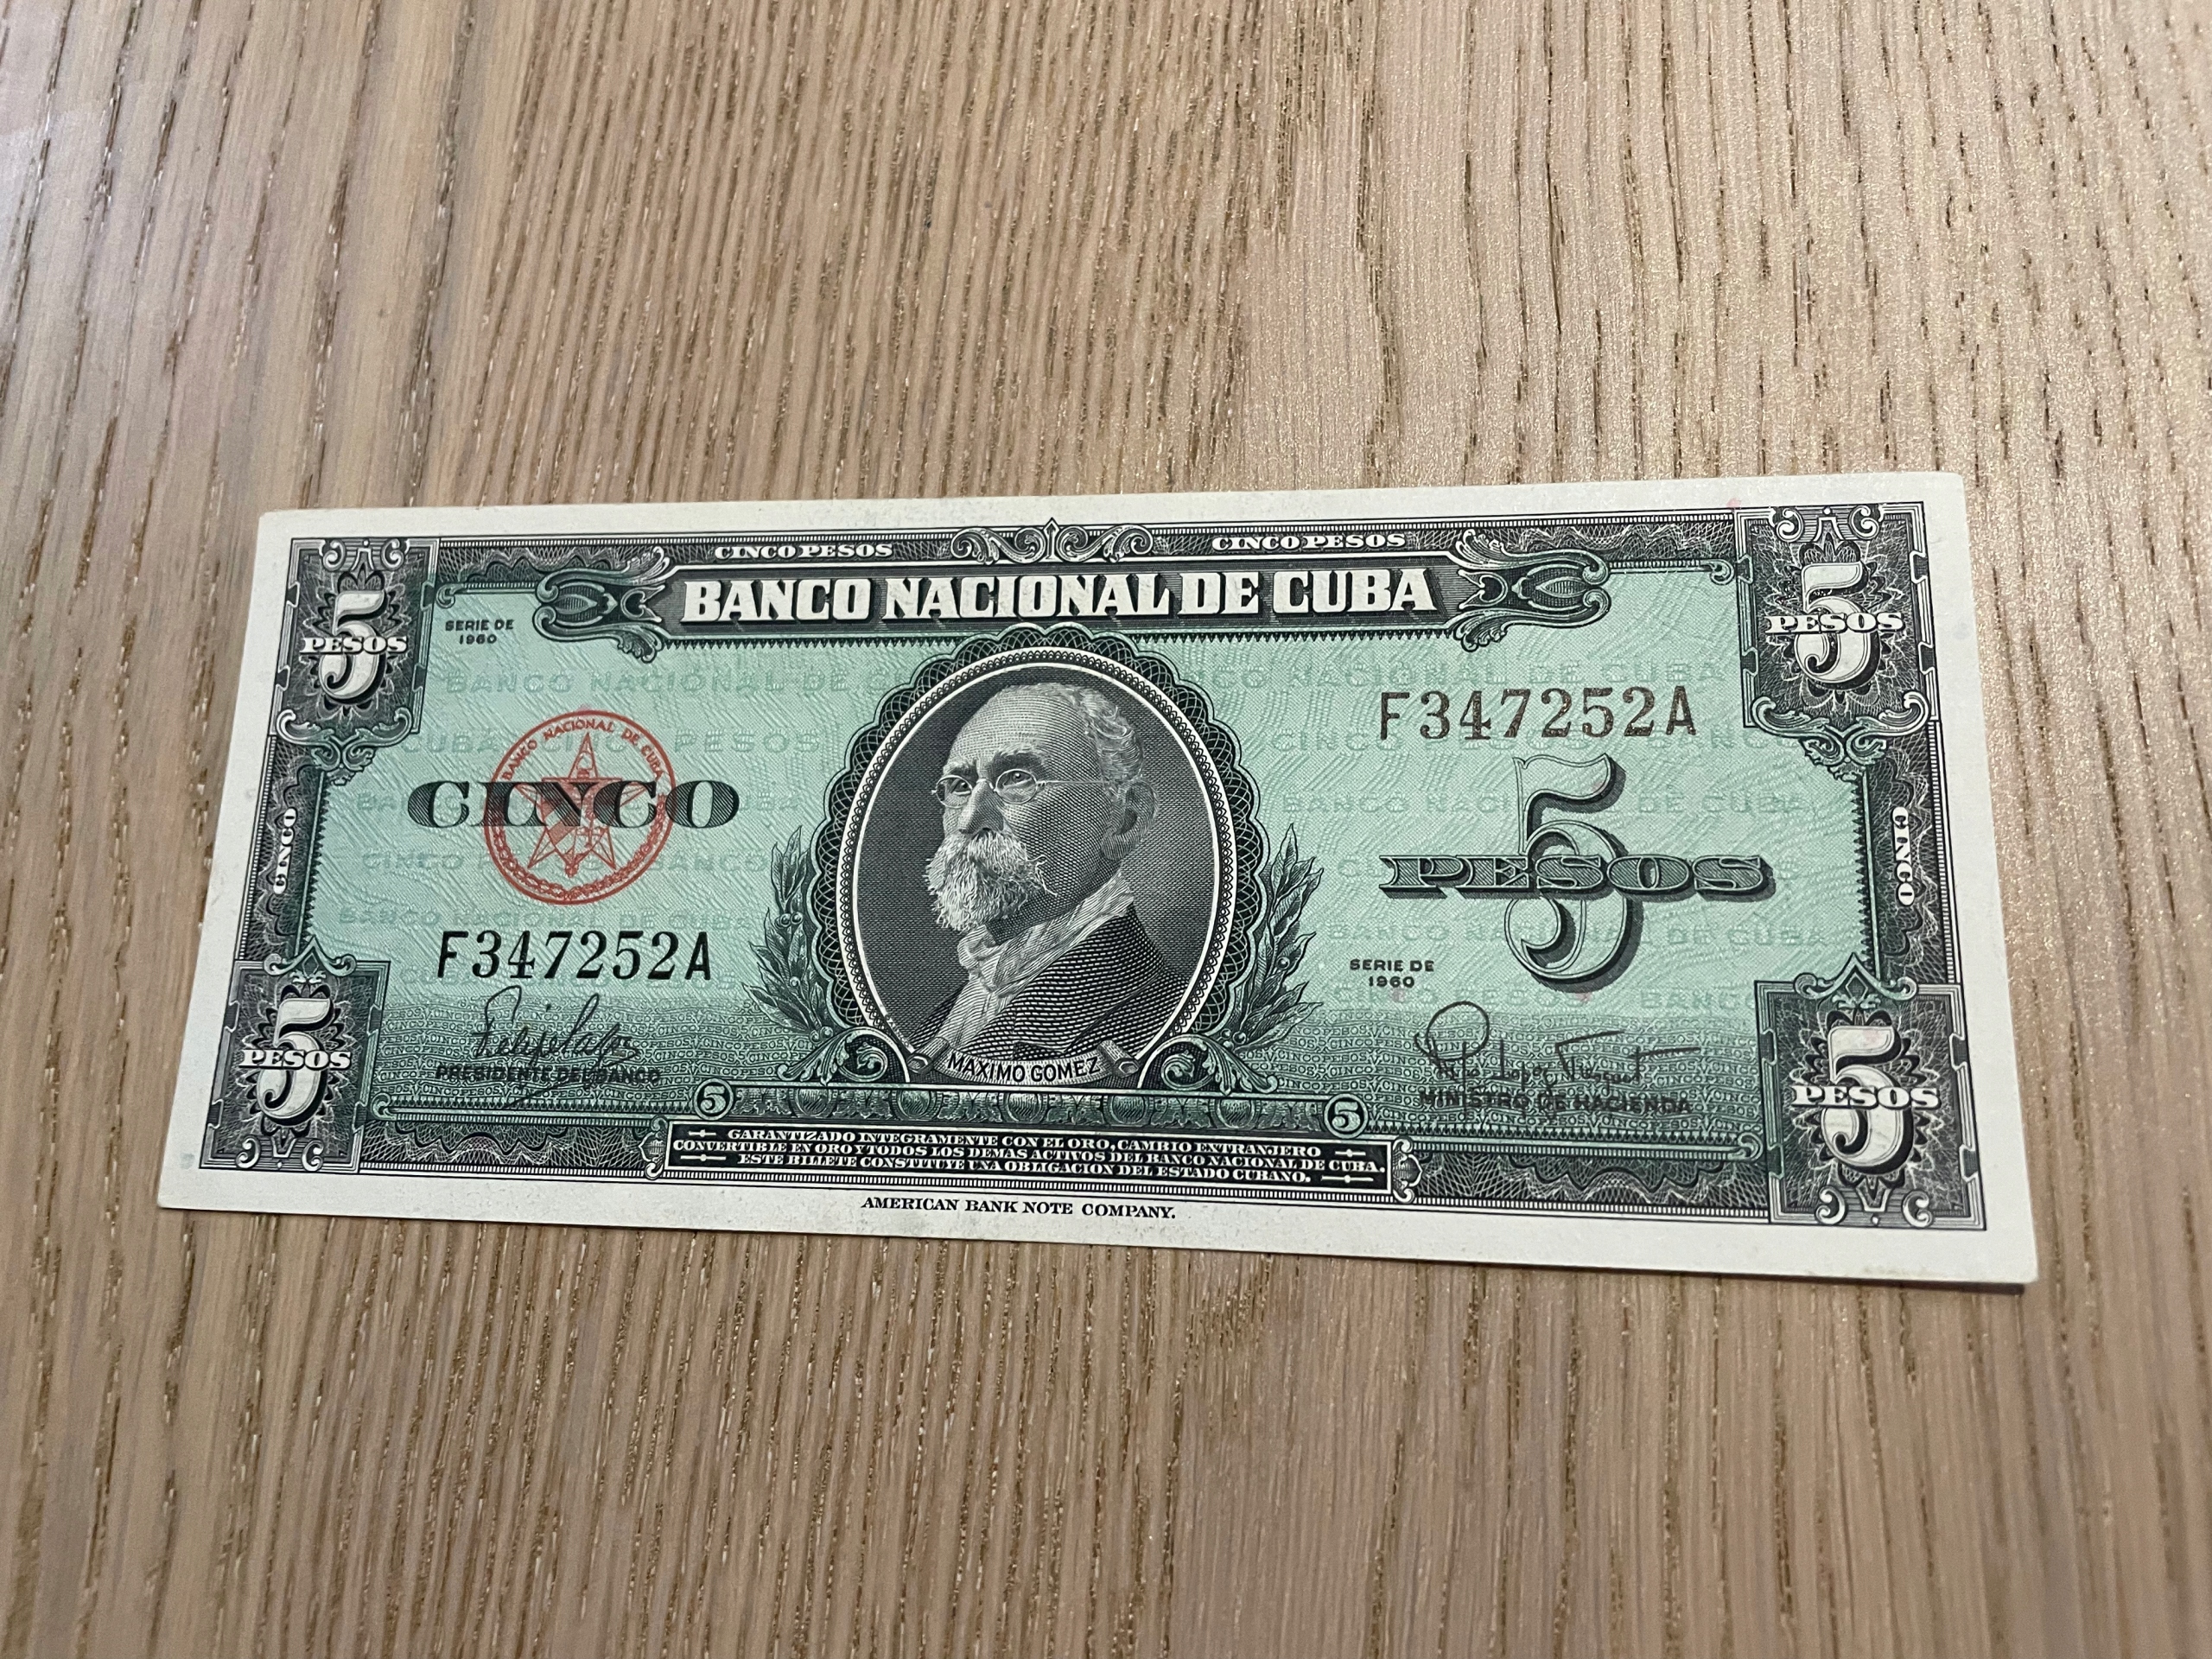 CINCO PESOS CINCO PESOS
BANCO NACIONAL DE CUBA
5 PESOS
5 PESOS
SERIE DE
1960
F347252A
BANCO NACIONAL DE CUBA
CINCO
5
PESOS
CINCO
CINCO
F347252A
SERIE DE
1960
PRESIDENTE DEL BANCO
MAXIMO GOMEZ
MINISTRO DE HACIENDA
5 PESOS
5 PESOS
5
5
GARANTIZADO INTEGRAMENTE CON EL ORO, CAMBIO EXTRANJERO
CONVERTIBLE EN ORO Y TODOS LOS DEMAS ACTIVOS DEL BANCO NACIONAL DE CUBA.
ESTE BILLETE CONSTITUYE UNA OBLIGACION DEL ESTADO CUBANO.
AMERICAN BANK NOTE COMPANY.